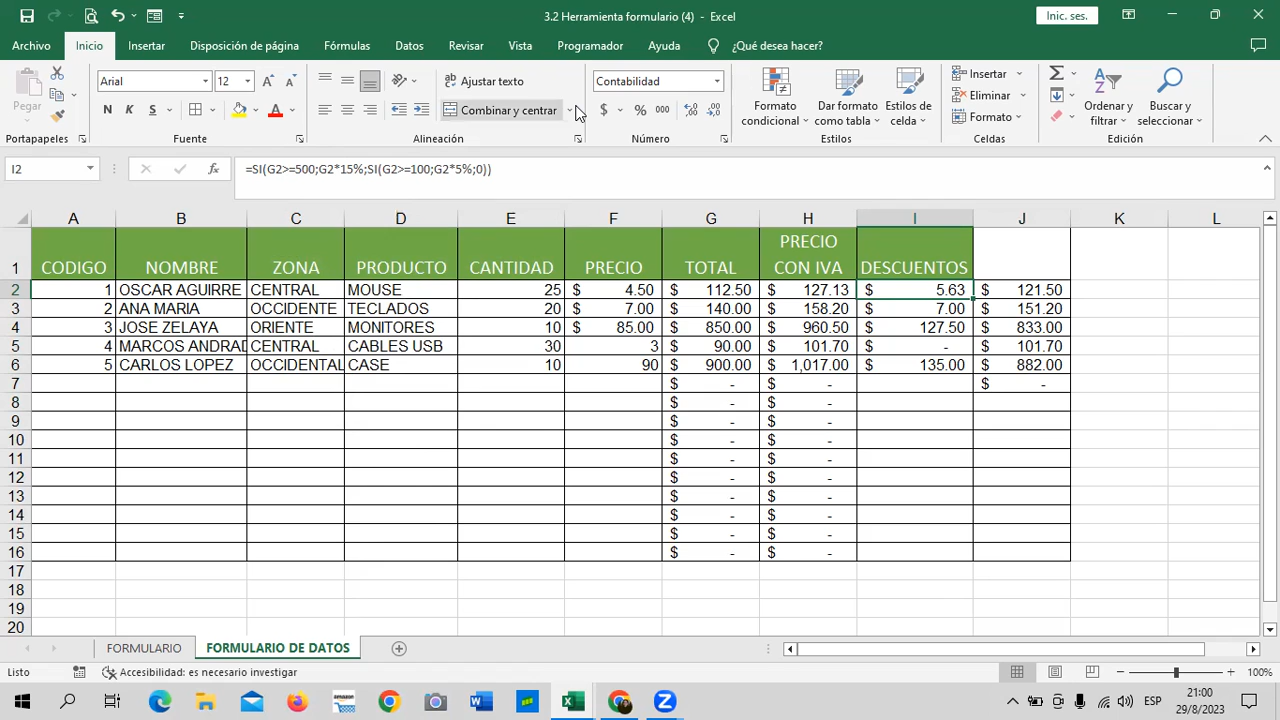 3.2 Herramienta formulario (4) - Excel
Inic. ses.
Archivo Inicio Insertar Disposición de página Fórmulas Datos Revisar Vista Programador Ayuda ¿Qué desea hacer?
Pegar
Arial 12
N K S
Ajustar texto
Combinar y centrar
Contabilidad
$ % 000
Formato condicional
Dar formato como tabla
Estilos de celda
Insertar
Eliminar
Formato
Ordenar y filtrar
Buscar y seleccionar
Portapapeles Fuente Alineación Número Estilos Celdas Edición
I2 fx =SI(G2>=500;G2*15%;SI(G2>=100;G2*5%;0))
A B C D E F G H I J K L
1 CODIGO NOMBRE ZONA PRODUCTO CANTIDAD PRECIO TOTAL PRECIO CON IVA DESCUENTOS
2 1 OSCAR AGUIRRE CENTRAL MOUSE 25 $ 4.50 $ 112.50 $ 127.13 $ 5.63 $ 121.50
3 2 ANA MARIA OCCIDENTE TECLADOS 20 $ 7.00 $ 140.00 $ 158.20 $ 7.00 $ 151.20
4 3 JOSE ZELAYA ORIENTE MONITORES 10 $ 85.00 $ 850.00 $ 960.50 $ 127.50 $ 833.00
5 4 MARCOS ANDRAD CENTRAL CABLES USB 30 3 $ 90.00 $ 101.70 $ - $ 101.70
6 5 CARLOS LOPEZ OCCIDENTAL CASE 10 90 $ 900.00 $ 1,017.00 $ 135.00 $ 882.00
7 $ - $ - $ -
8 $ - $ -
9 $ - $ -
10 $ - $ -
11 $ - $ -
12 $ - $ -
13 $ - $ -
14 $ - $ -
15 $ - $ -
16 $ - $ -
17
18
19
20
FORMULARIO FORMULARIO DE DATOS
Listo Accesibilidad: es necesario investigar 100%
ESP 21:00
29/8/2023